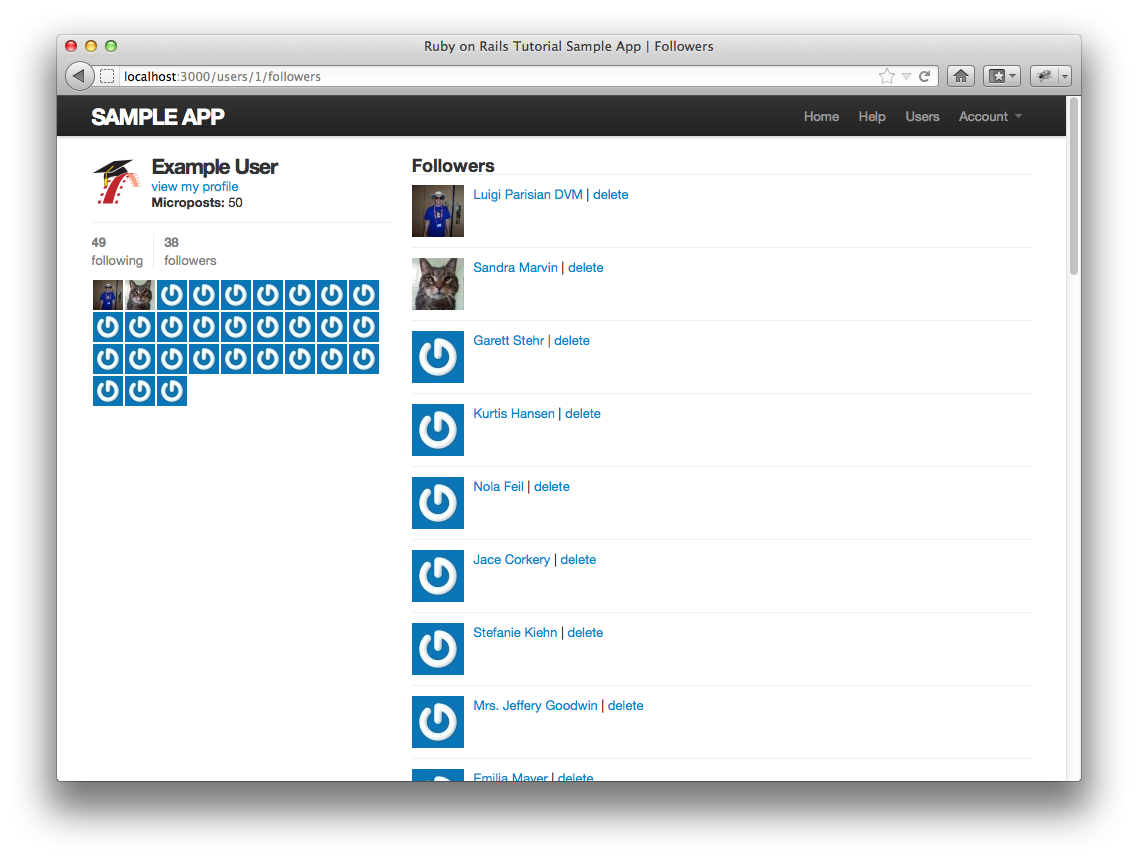 Ruby on Rails Tutorial Sample App | Followers
localhost:3000/users/1/followers
SAMPLE APP
Home Help Users Account
Example User
view my profile
Microposts: 50
49
following
38
followers
Followers
Luigi Parisian DVM | delete
Sandra Marvin | delete
Garett Stehr | delete
Kurtis Hansen | delete
Nola Feil | delete
Jace Corkery | delete
Stefanie Kiehn | delete
Mrs. Jeffery Goodwin | delete
Emilia Mayer | delete